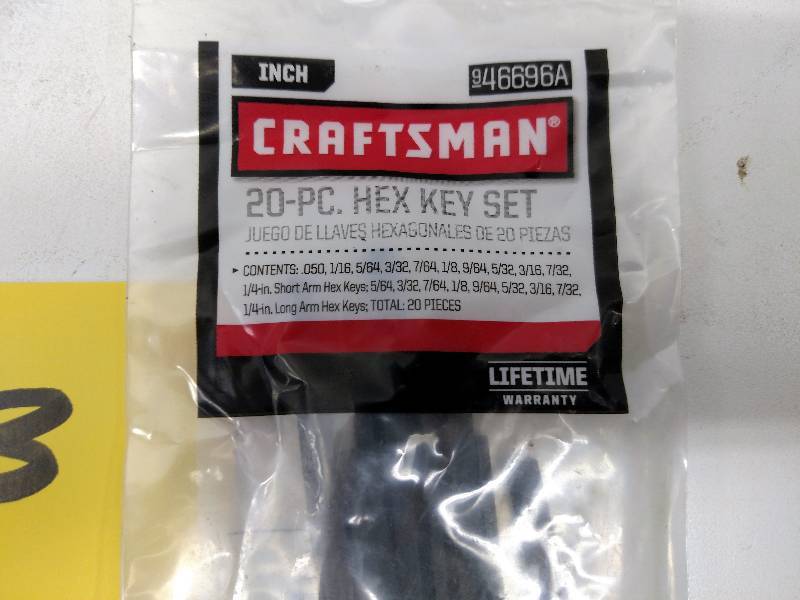 INCH
946696A
CRAFTSMAN®
20-PC. HEX KEY SET
JUEGO DE LLAVES HEXAGONALES DE 20 PIEZAS
▸ CONTENTS: .050, 1/16, 5/64, 3/32, 7/64, 1/8, 9/64, 5/32, 3/16, 7/32,
1/4-in. Short Arm Hex Keys; 5/64, 3/32, 7/64, 1/8, 9/64, 5/32, 3/16, 7/32,
1/4-in. Long Arm Hex Keys; TOTAL: 20 PIECES
LIFETIME
WARRANTY